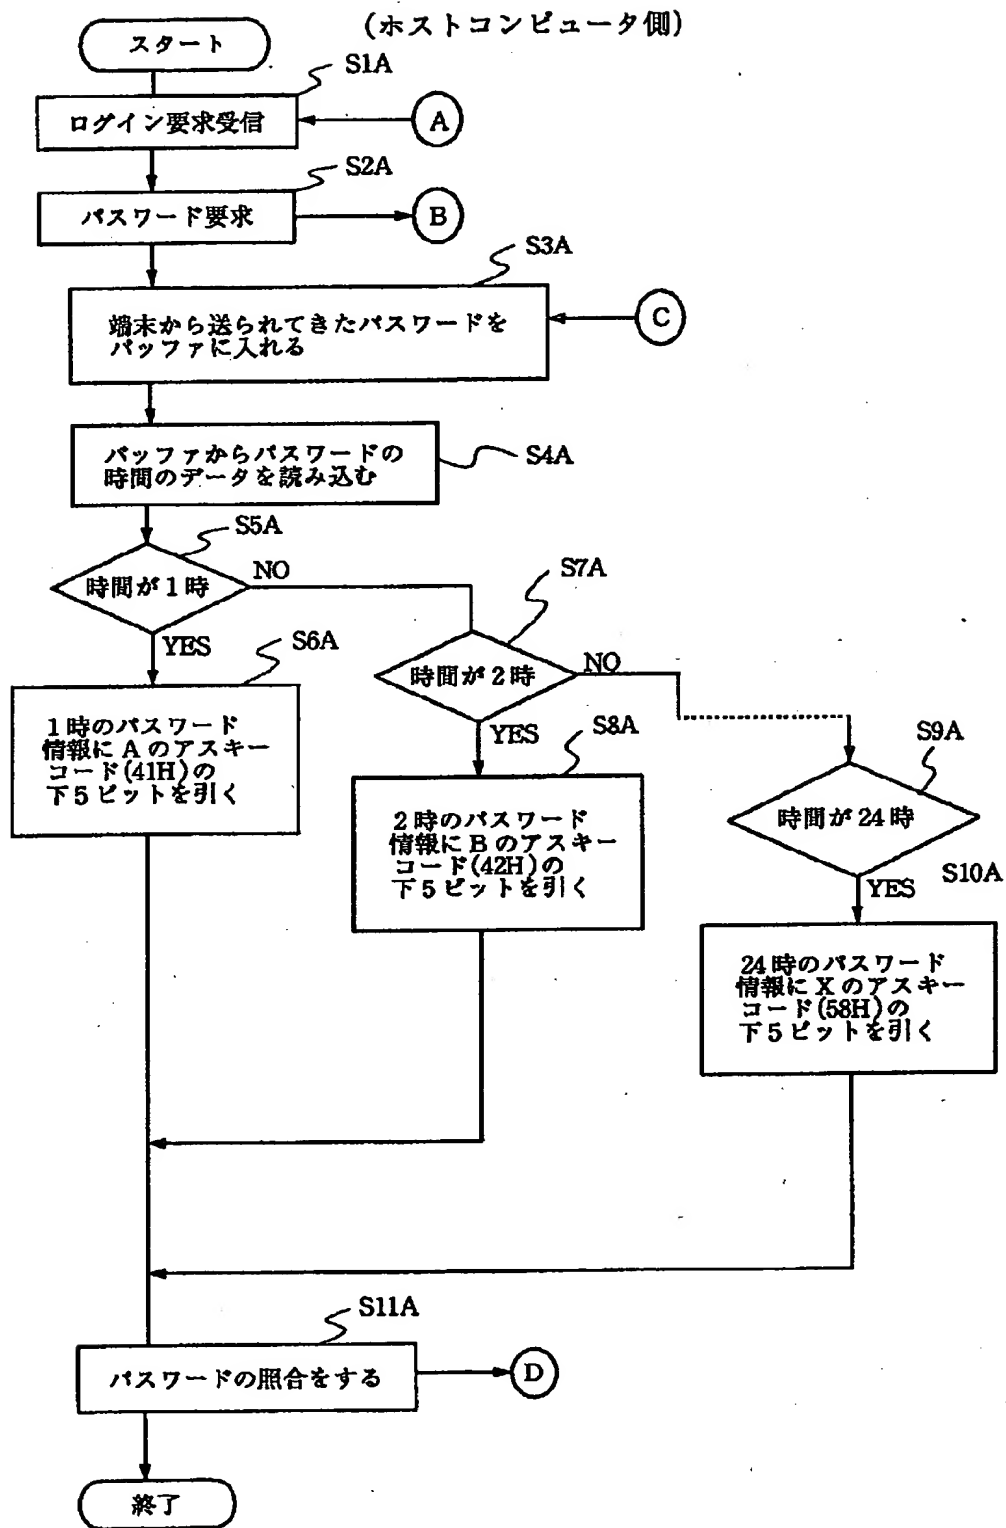 (ホストコンピュータ側)
スタート
S1A
ログイン要求受信
A
S2A
パスワード要求
B
S3A
端末から送られてきたパスワードを
バッファに入れる
C
バッファからパスワードの
時間のデータを読み込む
S4A
S5A
時間が1時
NO
YES
S7A
時間が2時
NO
YES
S6A
1時のパスワード
情報に A のアスキー
コード(41H)の
下5ビットを引く
S8A
2時のパスワード
情報に B のアスキー
コード(42H)の
下5ビットを引く
S9A
時間が24時
YES
S10A
24時のパスワード
情報に X のアスキー
コード(58H)の
下5ビットを引く
S11A
パスワードの照合をする
D
終了